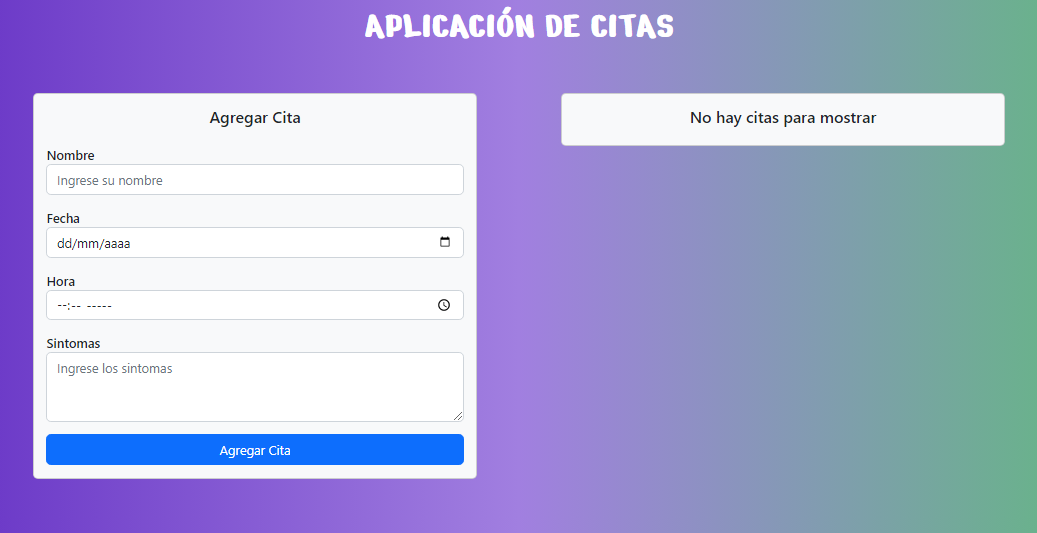 APLICACIÓN DE CITAS
Agregar Cita
Nombre
Ingrese su nombre
Fecha
dd/mm/aaaa
Hora
--:-- -----
Sintomas
Ingrese los sintomas
Agregar Cita
No hay citas para mostrar